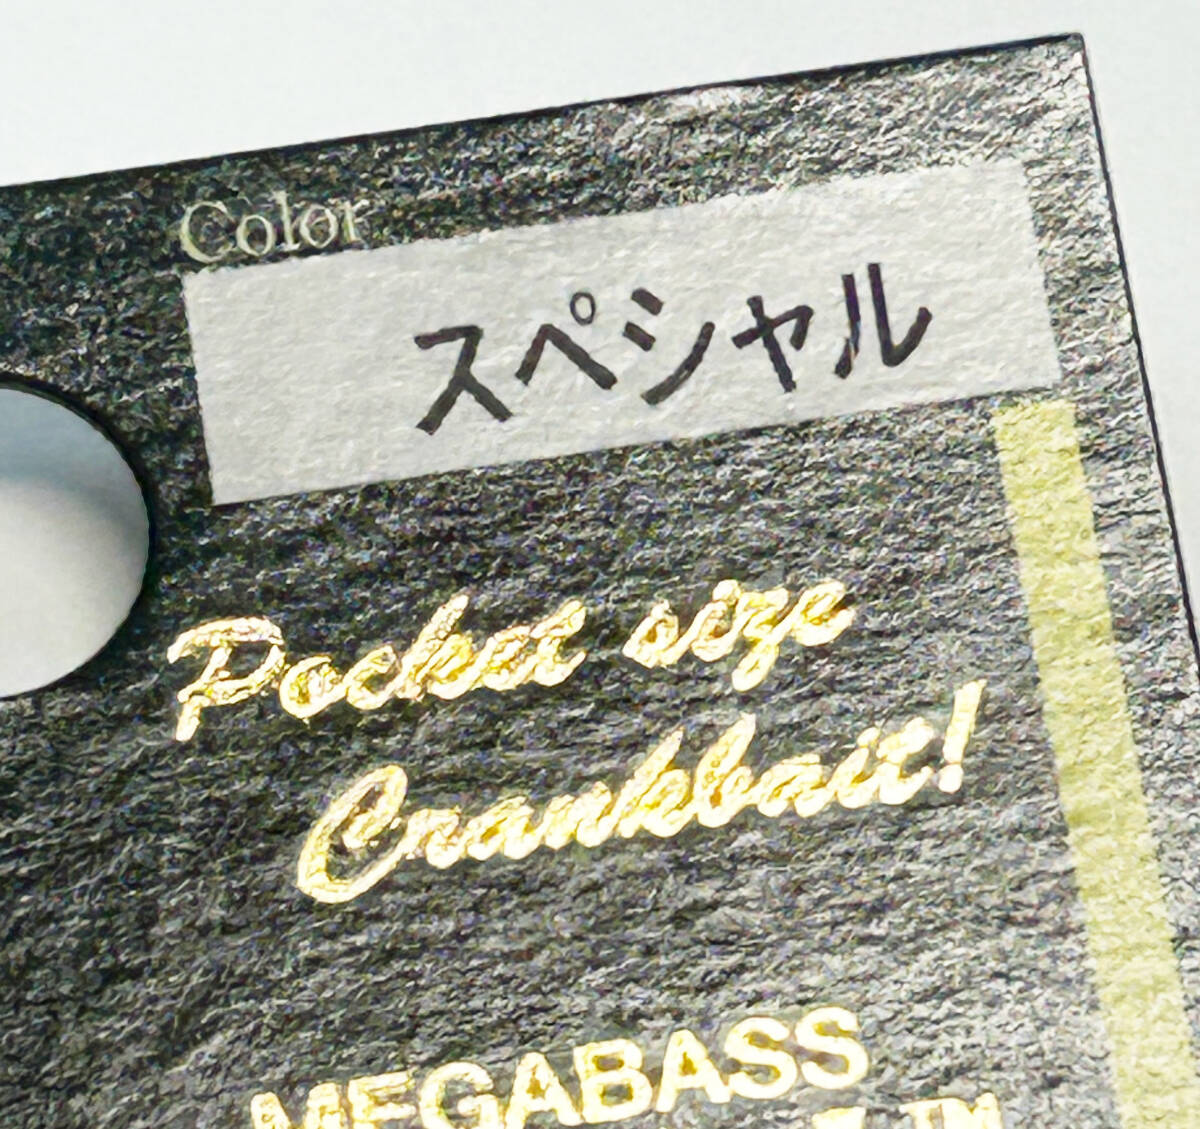 Color
スペシャル
Pocket size
Crankbait!
MEGABASS